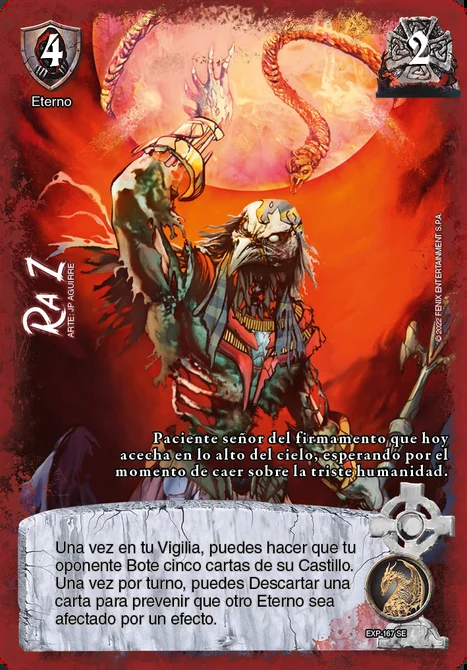 4
Eterno
2
RA Z
ARTE: JP AGUIRRE
© 2022 FENIX ENTERTAINMENT S.P.A.
Paciente señor del firmamento que hoy
acecha en lo alto del cielo, esperando por el
momento de caer sobre la triste humanidad.
Una vez en tu Vigilia, puedes hacer que tu
oponente Bote cinco cartas de su Castillo.
Una vez por turno, puedes Descartar una
carta para prevenir que otro Eterno sea
afectado por un efecto.
EXP-167 SE